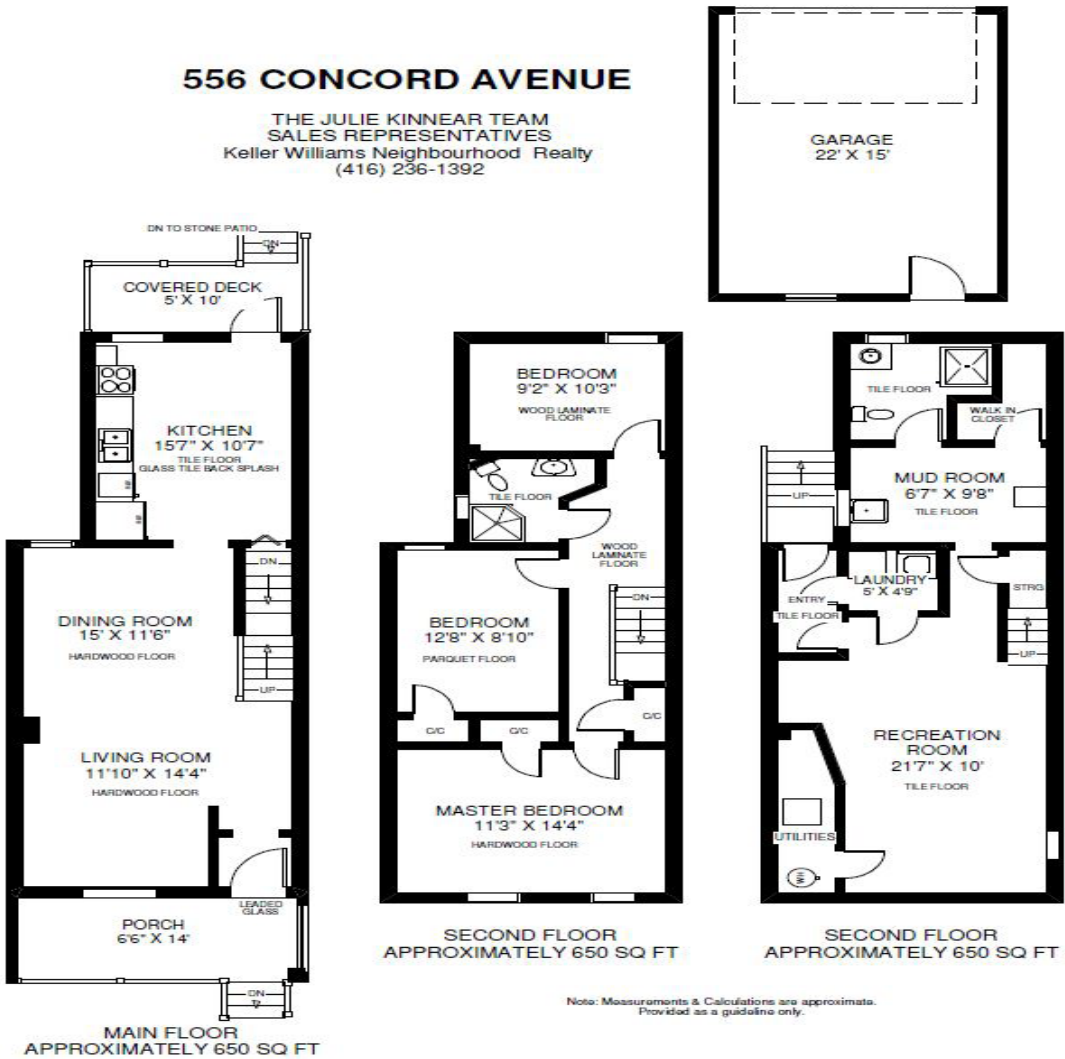 556 CONCORD AVENUE
THE JULIE KINNEAR TEAM
SALES REPRESENTATIVES
Keller Williams Neighbourhood Realty
(416) 236-1392
GARAGE
22' X 15'
DN TO STONE PATIO
DN
COVERED DECK
5' X 10'
KITCHEN
15'7" X 10'7"
TILE FLOOR
GLASS TILE BACK SPLASH
DN
DINING ROOM
15' X 11'6"
HARDWOOD FLOOR
UP
LIVING ROOM
11'10" X 14'4"
HARDWOOD FLOOR
LEADED
GLASS
PORCH
6'6" X 14'
DN
MAIN FLOOR
APPROXIMATELY 650 SQ FT
BEDROOM
9'2" X 10'3"
WOOD LAMINATE
FLOOR
TILE FLOOR
WOOD
LAMINATE
FLOOR
DN
BEDROOM
12'8" X 8'10"
PARQUET FLOOR
C/C
C/C
C/C
MASTER BEDROOM
11'3" X 14'4"
HARDWOOD FLOOR
SECOND FLOOR
APPROXIMATELY 650 SQ FT
TILE FLOOR
WALK IN
CLOSET
MUD ROOM
6'7" X 9'8"
TILE FLOOR
UP
LAUNDRY
5' X 4'9"
STRG
ENTRY
TILE FLOOR
UP
RECREATION
ROOM
21'7" X 10'
TILE FLOOR
UTILITIES
WH
SECOND FLOOR
APPROXIMATELY 650 SQ FT
Note: Measurements & Calculations are approximate.
Provided as a guideline only.